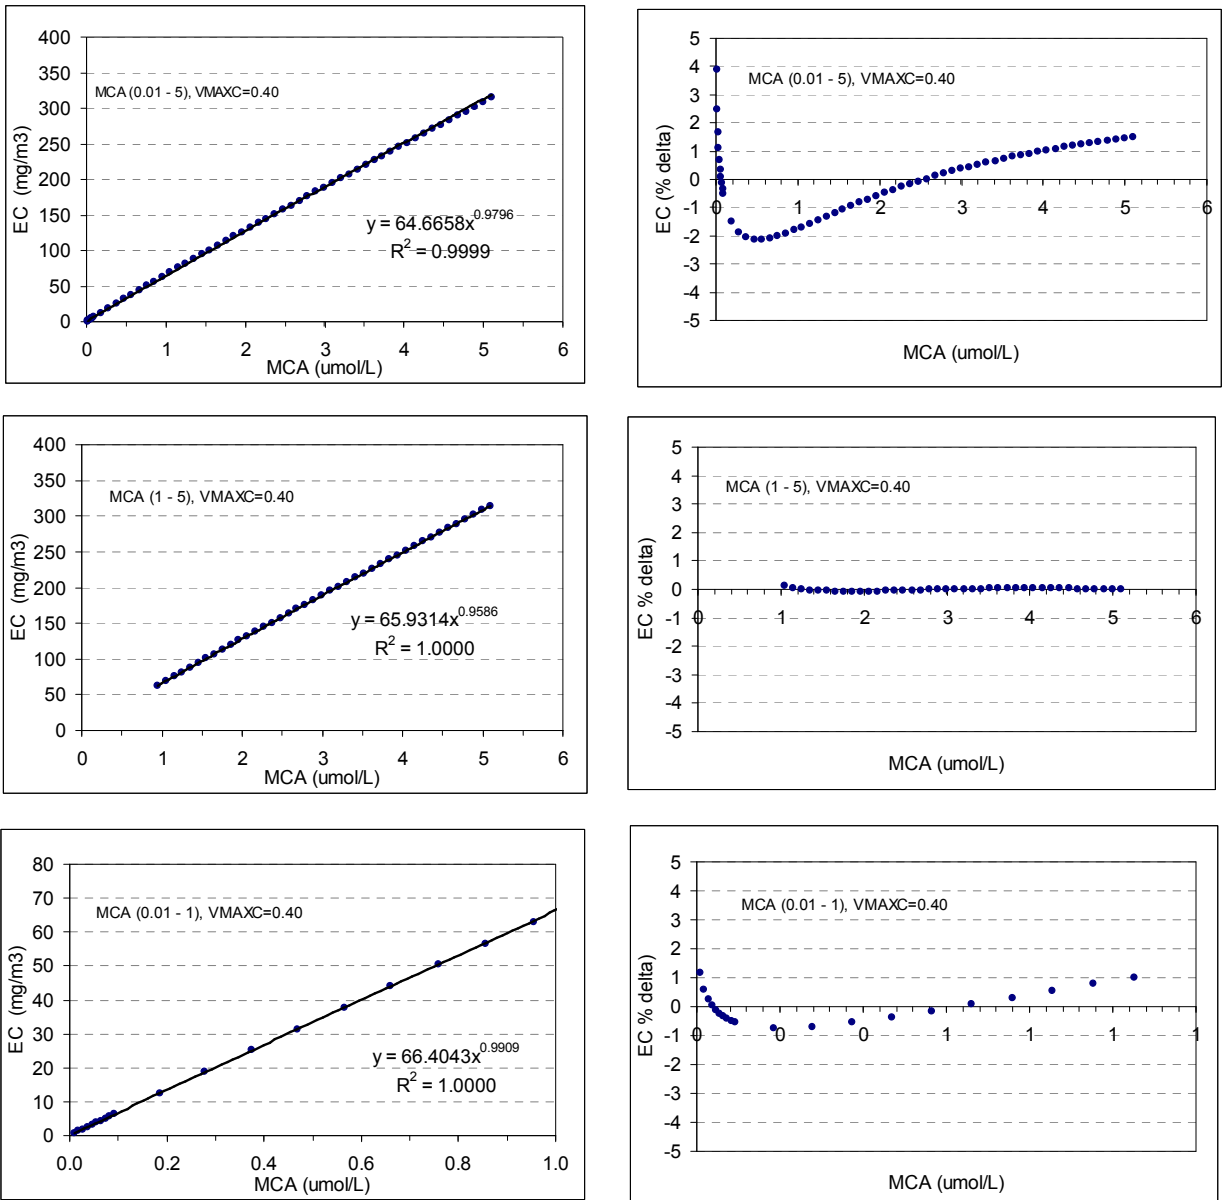 400
350
300
250
200
150
100
50
0
EC (mg/m3)
MCA (0.01 - 5), VMAXC=0.40
y = 64.6658x^0.9796
R^2 = 0.9999
0 1 2 3 4 5 6
MCA (umol/L)
5
4
3
2
1
0
-1
-2
-3
-4
-5
EC (% delta)
MCA (0.01 - 5), VMAXC=0.40
0 1 2 3 4 5 6
MCA (umol/L)
400
350
300
250
200
150
100
50
0
EC (mg/m3)
MCA (1 - 5), VMAXC=0.40
y = 65.9314x^0.9586
R^2 = 1.0000
0 1 2 3 4 5 6
MCA (umol/L)
5
4
3
2
1
0
-1
-2
-3
-4
-5
EC % delta)
MCA (1 - 5), VMAXC=0.40
0 1 2 3 4 5 6
MCA (umol/L)
80
70
60
50
40
30
20
10
0
EC (mg/m3)
MCA (0.01 - 1), VMAXC=0.40
y = 66.4043x^0.9909
R^2 = 1.0000
0.0 0.2 0.4 0.6 0.8 1.0
MCA (umol/L)
5
4
3
2
1
0
-1
-2
-3
-4
-5
EC % delta)
MCA (0.01 - 1), VMAXC=0.40
0 0 0 1 1 1
MCA (umol/L)